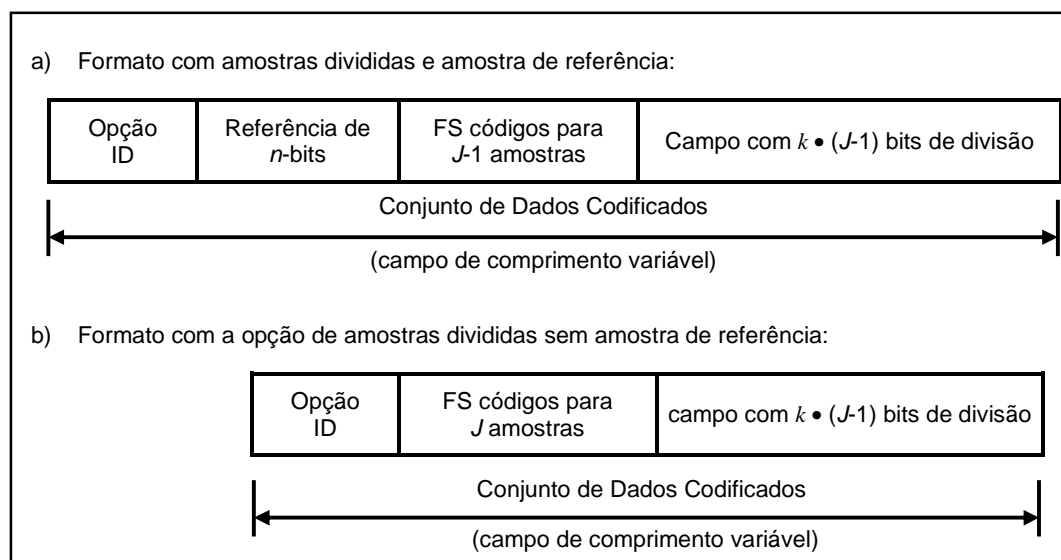 a) Formato com amostras divididas e amostra de referência:
Opção
ID
Referência de
n-bits
FS códigos para
J-1 amostras
Campo com k • (J-1) bits de divisão
Conjunto de Dados Codificados
(campo de comprimento variável)
b) Formato com a opção de amostras divididas sem amostra de referência:
Opção
ID
FS códigos para
J amostras
campo com k • (J-1) bits de divisão
Conjunto de Dados Codificados
(campo de comprimento variável)